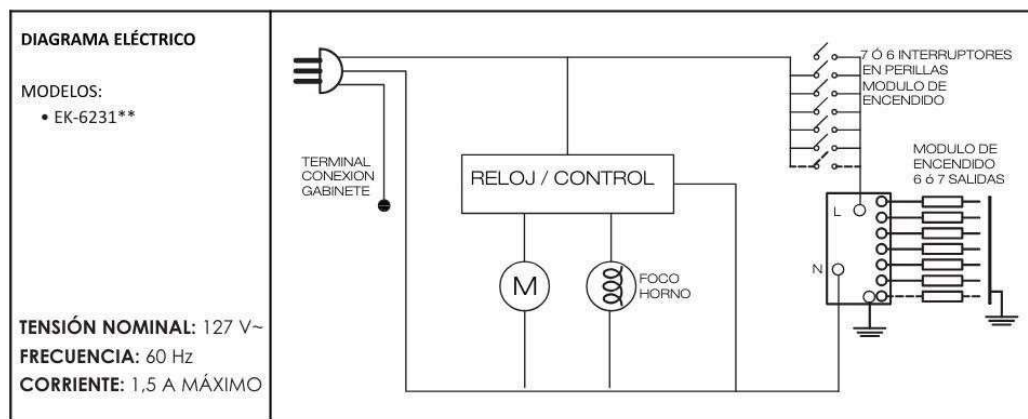 DIAGRAMA ELÉCTRICO
MODELOS:
• EK-6231**
TENSIÓN NOMINAL: 127 V~
FRECUENCIA: 60 Hz
CORRIENTE: 1,5 A MÁXIMO
TERMINAL
CONEXION
GABINETE
RELOJ / CONTROL
M
FOCO
HORNO
7 Ó 6 INTERRUPTORES
EN PERILLAS
MODULO DE
ENCENDIDO
MODULO DE
ENCENDIDO
6 ó 7 SALIDAS
L
N